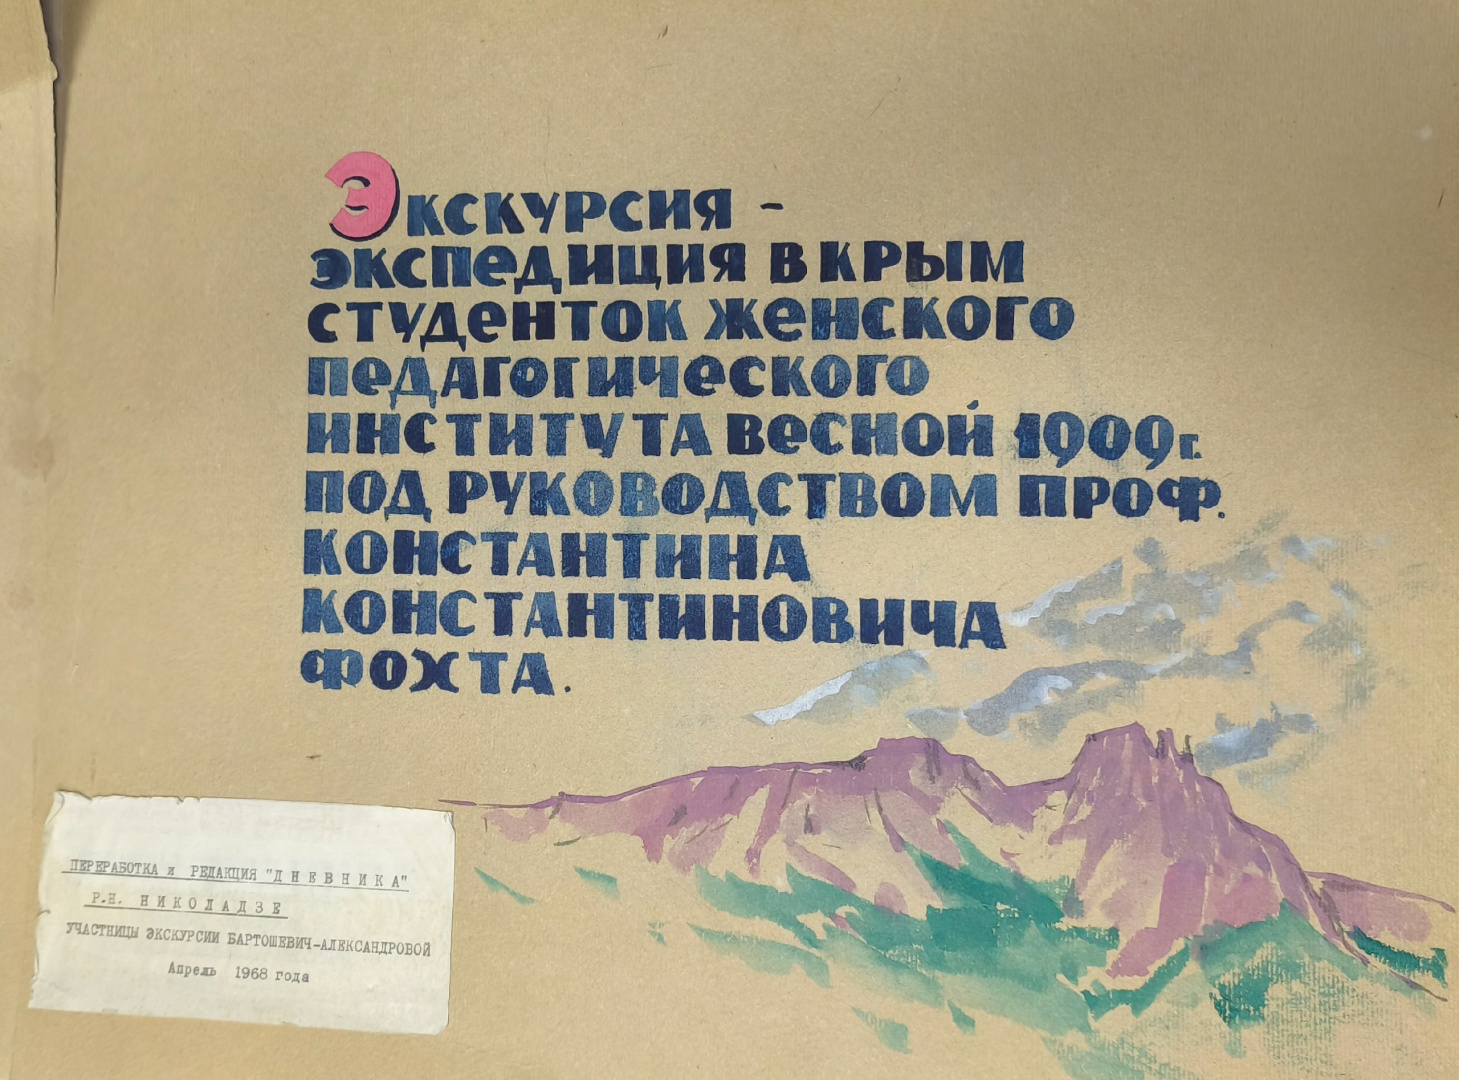 Экскурсия –
экспедиция в Крым
студенток женского
педагогического
института весной 1909 г.
под руководством проф.
Константина
Константиновича
Фохта.
ПЕРЕРАБОТКА и РЕДАКЦИЯ "Д Н Е В Н И К А"
Р.Н. Н И К О Л А Д З Е
УЧАСТНИЦЫ ЭКСКУРСИИ БАРТОШЕВИЧ-АЛЕКСАНДРОВОЙ
Апрель 1968 года